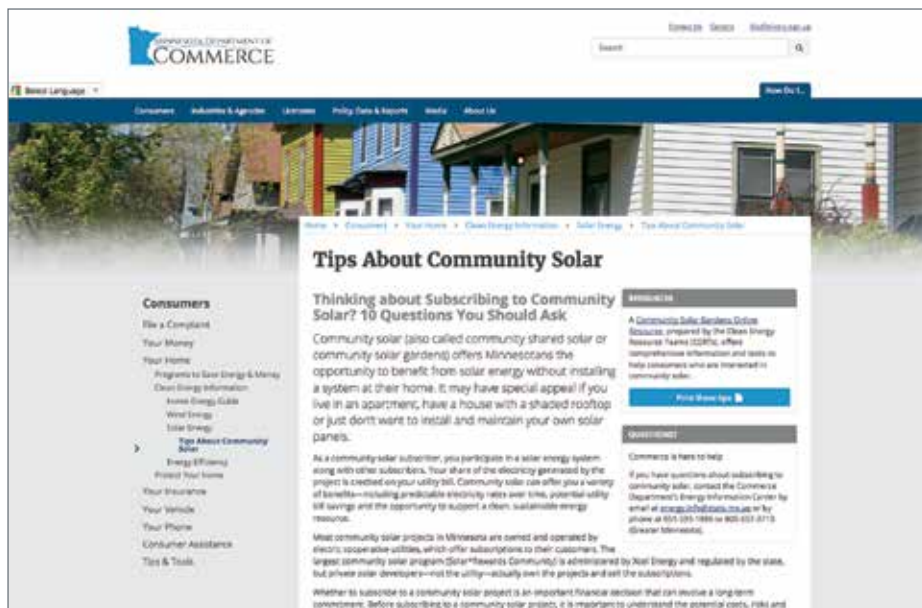 MINNESOTA DEPARTMENT OF
COMMERCE
Contact Us Careers
Search
Select Language
How Do I...
Consumers Industries & Agencies Licensees Policy, Data & Reports Media About Us
Home Consumers Your Home Clean Energy Information Solar Energy Tips About Community Solar
Tips About Community Solar
Consumers
File a Complaint
Your Money
Your Home
Programs to Save Energy & Money
Clean Energy Information
Home Energy Guide
Wind Energy
Solar Energy
Tips About Community
Solar
Energy Efficiency
Protect Your Home
Your Insurance
Your Vehicle
Your Phone
Consumer Assistance
Tips & Tools
Thinking about Subscribing to Community
Solar? 10 Questions You Should Ask
Community solar (also called community shared solar or
community solar gardens) offers Minnesotans the
opportunity to benefit from solar energy without installing
a system at their home. It may have special appeal if you
live in an apartment, have a house with a shaded rooftop
or just don't want to install and maintain your own solar
panels.
As a community solar subscriber, you participate in a solar energy system
along with other subscribers. Your share of the electricity generated by the
project is credited on your utility bill. Community solar can offer you a variety
of benefits—including predictable electricity rates over time, potential utility
bill savings and the opportunity to support a clean, sustainable energy
resource.
Most community solar projects in Minnesota are owned and operated by
electric cooperative utilities, which offer subscriptions to their customers. The
largest community solar program (Solar*Rewards Community) is administered by Xcel Energy and regulated by the state,
but private solar developers—not the utility—actually own the projects and sell the subscriptions.
Whether to subscribe to a community solar project is an important financial decision that can involve a long-term
commitment. Before subscribing to a community solar project, it is important to understand the potential costs, risks and
RESOURCES
A Community Solar Gardens Online
Resource, prepared by the Clean Energy
Resource Teams (CERTs), offers
comprehensive information and tools to
help consumers who are interested in
community solar.
Print these tips
QUESTIONS?
Commerce is here to help
If you have questions about subscribing to
community solar, contact the Commerce
Department's Energy Information Center by
email at energy.info@state.mn.us or by
phone at
(Greater Minnesota).